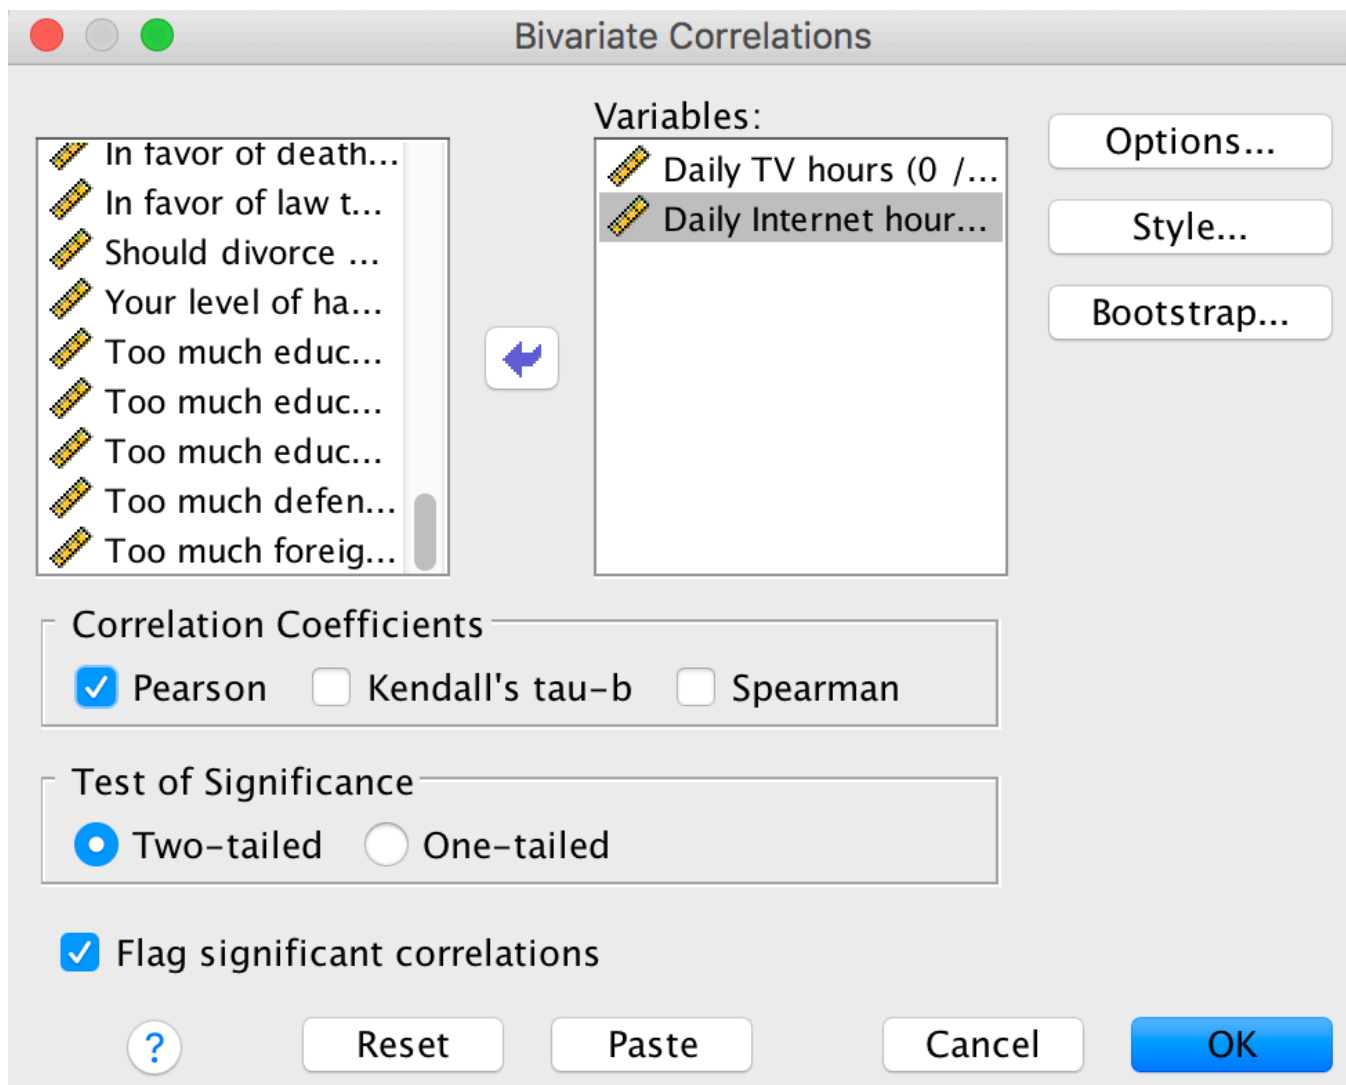 Bivariate Correlations
Variables:
In favor of death...
In favor of law t...
Should divorce ...
Your level of ha...
Too much educ...
Too much educ...
Too much educ...
Too much defen...
Too much foreig...
Daily TV hours (0 /...
Daily Internet hour...
Options...
Style...
Bootstrap...
Correlation Coefficients
Pearson Kendall's tau-b Spearman
Test of Significance
Two-tailed One-tailed
Flag significant correlations
? Reset Paste Cancel OK